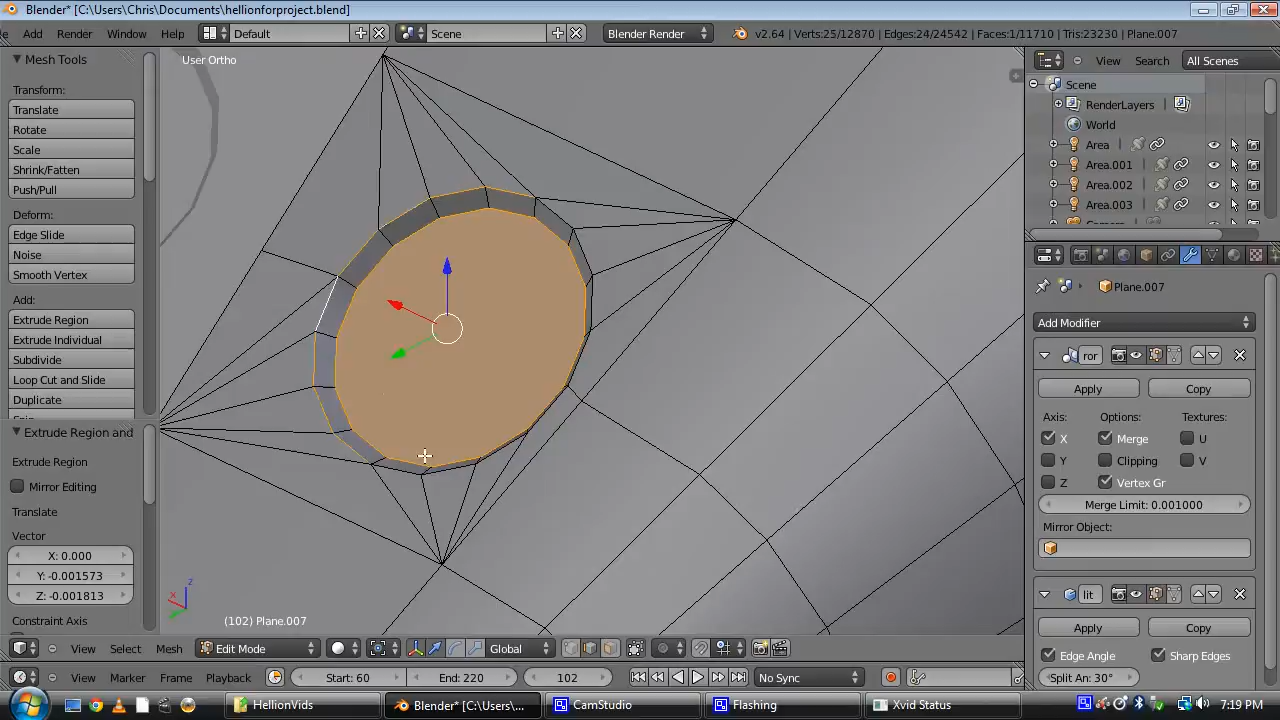 Blender* [C:\Users\Chris\Documents\hellionforproject.blend]
Add Render Window Help Default Scene Blender Render v2.64 | Verts:25/12870 | Edges:24/24542 | Faces:1/11710 | Tris:23230 | Plane.007
Mesh Tools
Transform:
Translate
Rotate
Scale
Shrink/Fatten
Push/Pull
Deform:
Edge Slide
Noise
Smooth Vertex
Add:
Extrude Region
Extrude Individual
Subdivide
Loop Cut and Slide
Duplicate
Extrude Region and
Extrude Region
Mirror Editing
Translate
Vector
X: 0.000
Y: -0.001573
Z: -0.001813
Constraint Axis
User Ortho
(102) Plane.007
View Search All Scenes
Scene
RenderLayers
World
Area
Area.001
Area.002
Area.003
Plane.007
Add Modifier
ror
Apply Copy
Axis: Options: Textures:
X Merge U
Y Clipping V
Z Vertex Gr
Merge Limit: 0.001000
Mirror Object:
lit
Apply Copy
Edge Angle Sharp Edges
Split An: 30°
View Select Mesh Edit Mode Global
View Marker Frame Playback Start: 60 End: 220 102 No Sync
HellionVids Blender* [C:\Users\C... CamStudio Flashing Xvid Status 7:19 PM